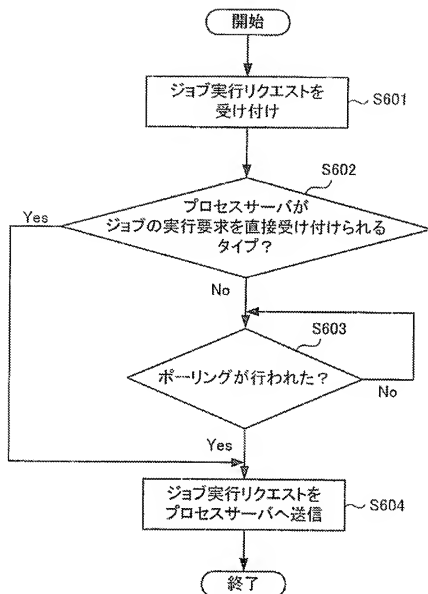 開始
ジョブ実行リクエストを
受け付け
S601
S602
プロセスサーバが
ジョブの実行要求を直接受け付けられる
タイプ？
Yes
No
S603
ポーリングが行われた？
No
Yes
ジョブ実行リクエストを
プロセスサーバへ送信
S604
終了